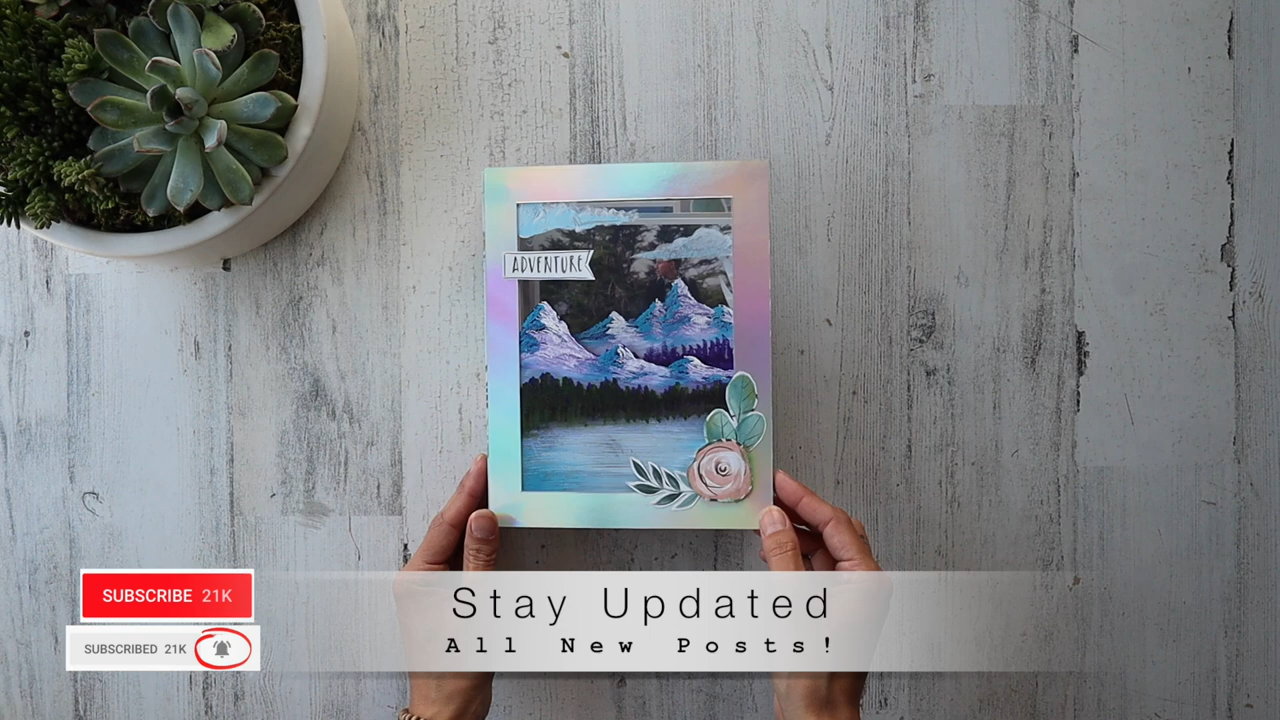 ADVENTURE
SUBSCRIBE 21K
SUBSCRIBED 21K
Stay Updated
All New Posts!